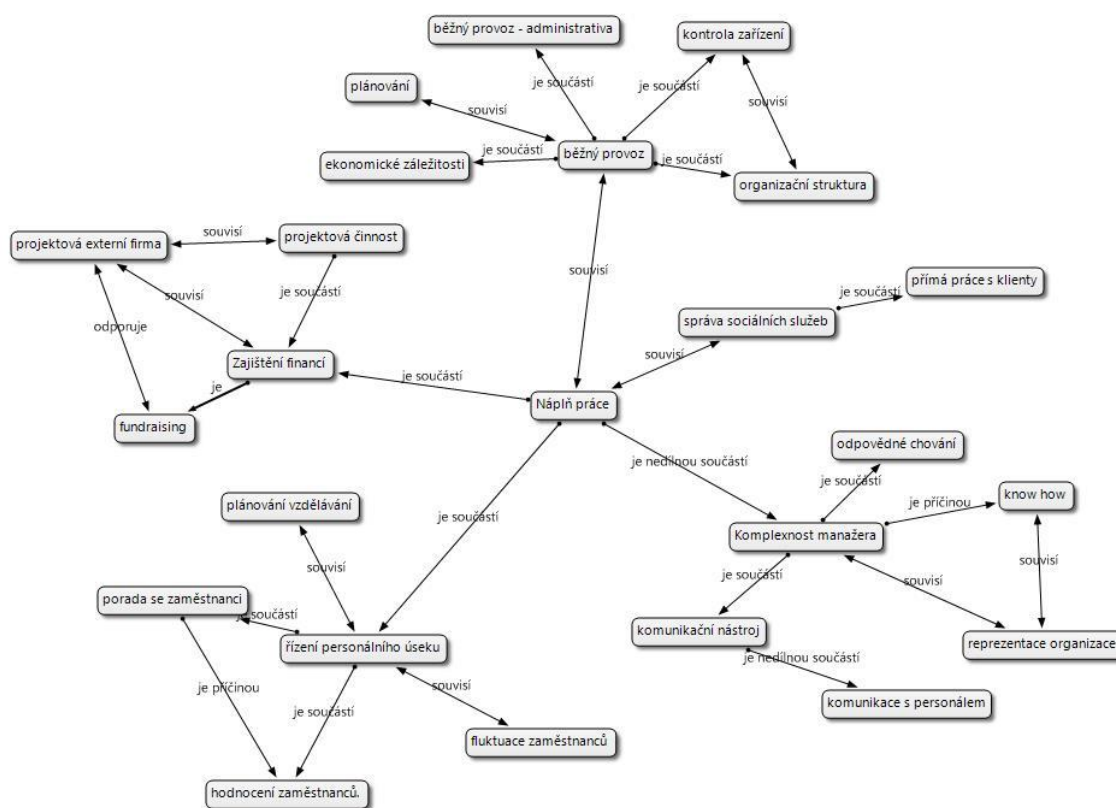 běžný provoz - administrativa
kontrola zařízení
je součástí
je součástí
plánování
souvisí
souvisí
je součástí
ekonomické záležitosti
běžný provoz
je součástí
organizační struktura
projektová externí firma
souvisí
projektová činnost
souvisí
přímá práce s klienty
je součástí
souvisí
je součástí
správa sociálních služeb
odporuje
souvisí
Zajištění financí
je součástí
je
Náplň práce
fundraising
odpovědné chování
je nedílnou součástí
je součástí
know how
plánování vzdělávání
je příčinou
je součástí
Komplexnost manažera
souvisí
je součástí
souvisí
souvisí
porada se zaměstnanci
je součástí
komunikační nástroj
řízení personálního úseku
reprezentace organizace
je nedílnou součástí
je příčinou
souvisí
komunikace s personálem
je součástí
fluktuace zaměstnanců
hodnocení zaměstnanců.